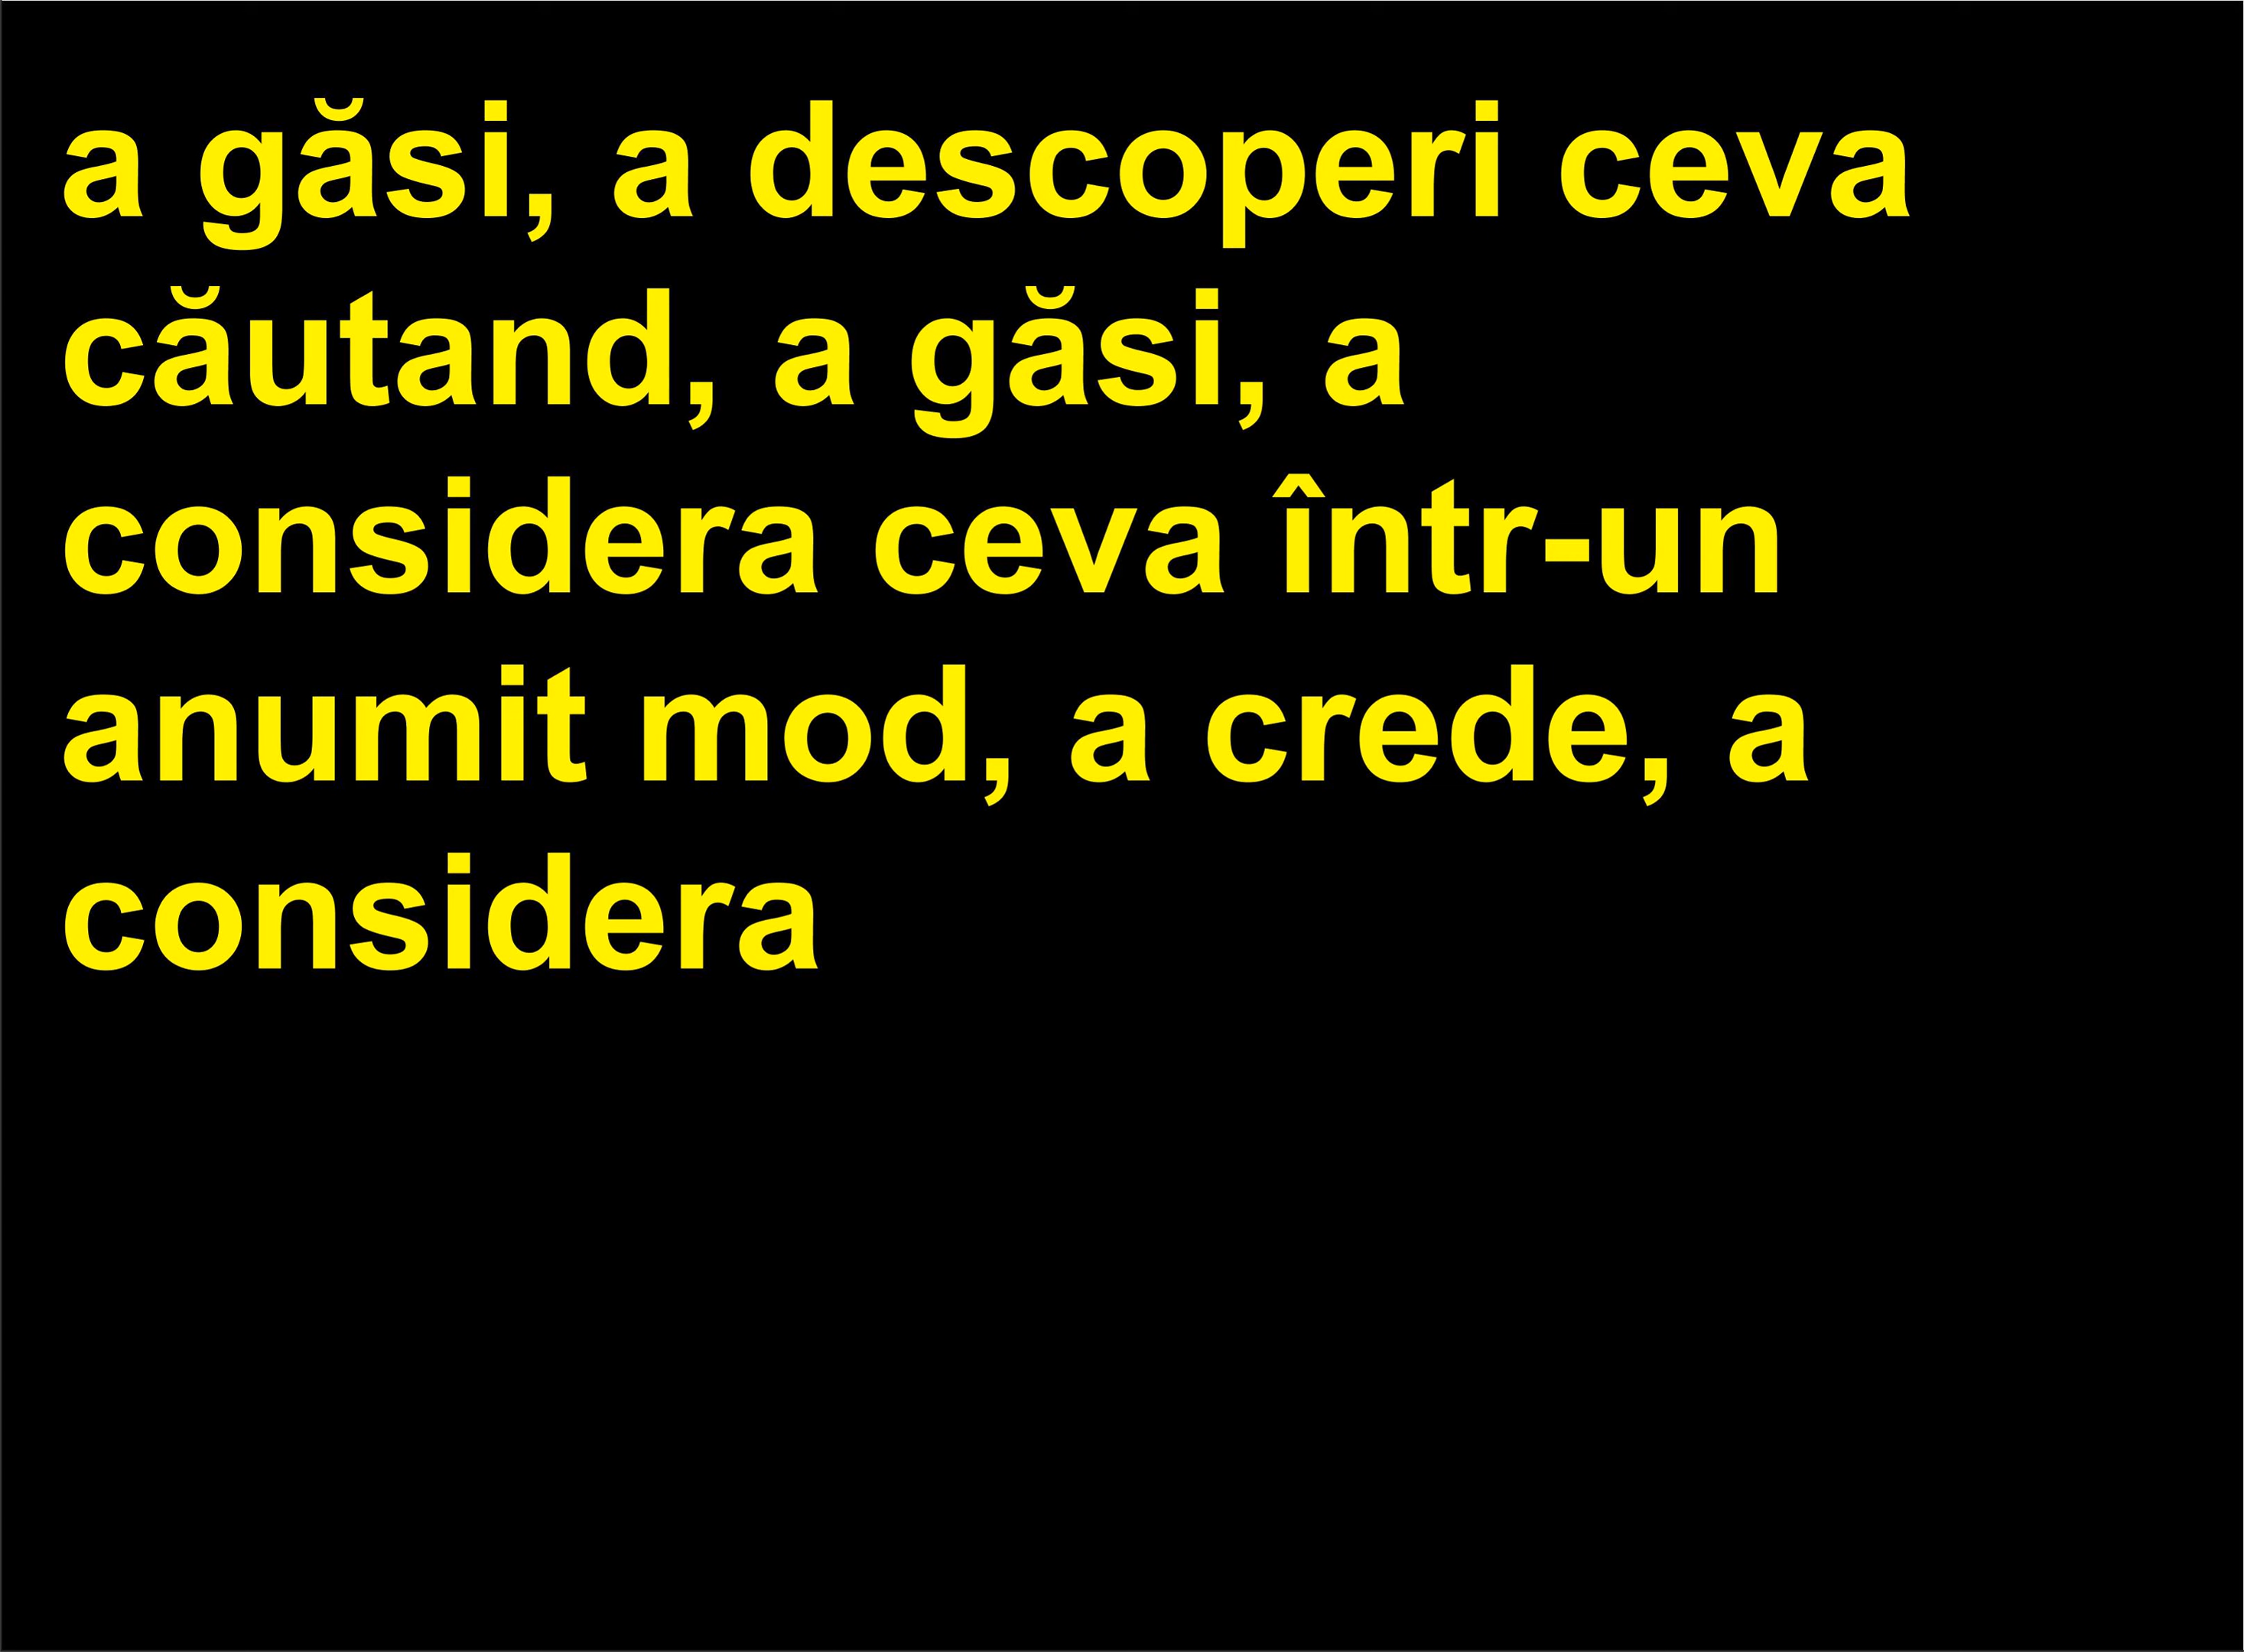 a găsi, a descoperi ceva
căutand, a găsi, a
considera ceva într-un
anumit mod, a crede, a
considera